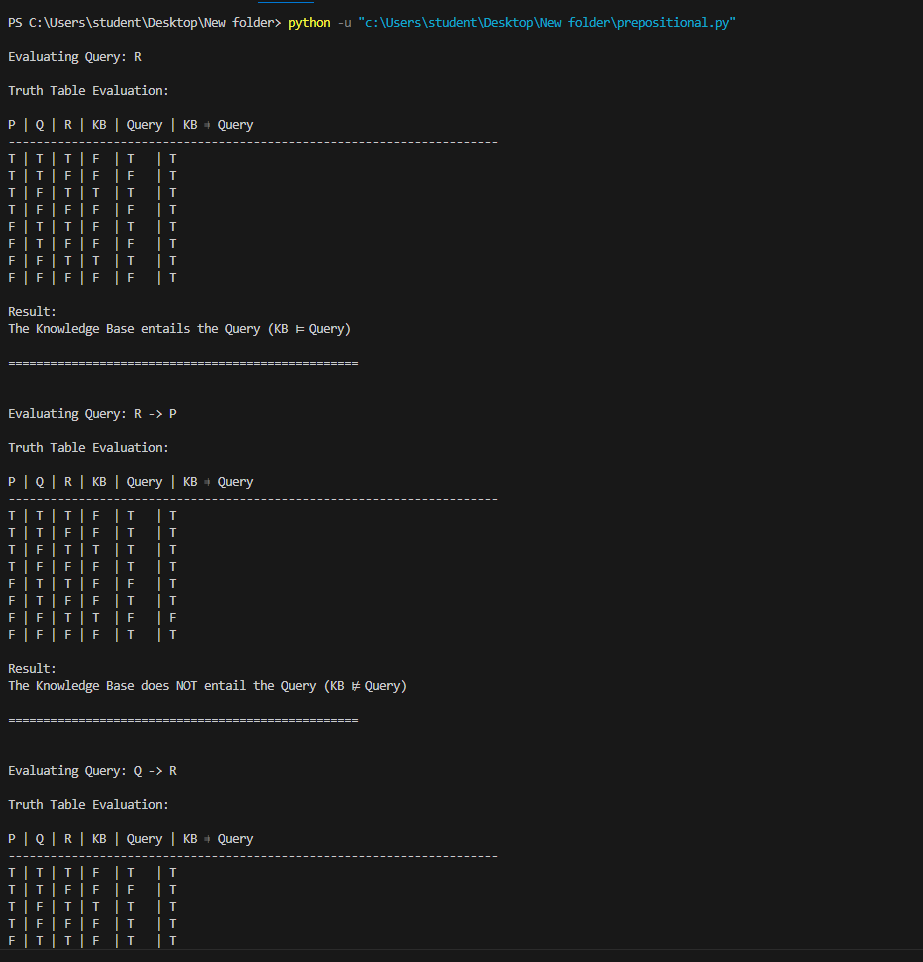 PS C:\Users\student\Desktop\New folder> python -u "c:\Users\student\Desktop\New folder\prepositional.py"
Evaluating Query: R
Truth Table Evaluation:
P | Q | R | KB | Query | KB ⊨ Query
----------------------------------------------------------------------
T | T | T | F  | T   | T
T | T | F | F  | F   | T
T | F | T | T  | T   | T
T | F | F | F  | F   | T
F | T | T | F  | T   | T
F | T | F | F  | F   | T
F | F | T | T  | T   | T
F | F | F | F  | F   | T
Result:
The Knowledge Base entails the Query (KB ⊨ Query)
==================================================
Evaluating Query: R -> P
Truth Table Evaluation:
P | Q | R | KB | Query | KB ⊨ Query
----------------------------------------------------------------------
T | T | T | F  | T   | T
T | T | F | F  | T   | T
T | F | T | T  | T   | T
T | F | F | F  | T   | T
F | T | T | F  | F   | T
F | T | F | F  | T   | T
F | F | T | T  | F   | F
F | F | F | F  | T   | T
Result:
The Knowledge Base does NOT entail the Query (KB ⊭ Query)
==================================================
Evaluating Query: Q -> R
Truth Table Evaluation:
P | Q | R | KB | Query | KB ⊨ Query
----------------------------------------------------------------------
T | T | T | F  | T   | T
T | T | F | F  | F   | T
T | F | T | T  | T   | T
T | F | F | F  | T   | T
F | T | T | F  | T   | T